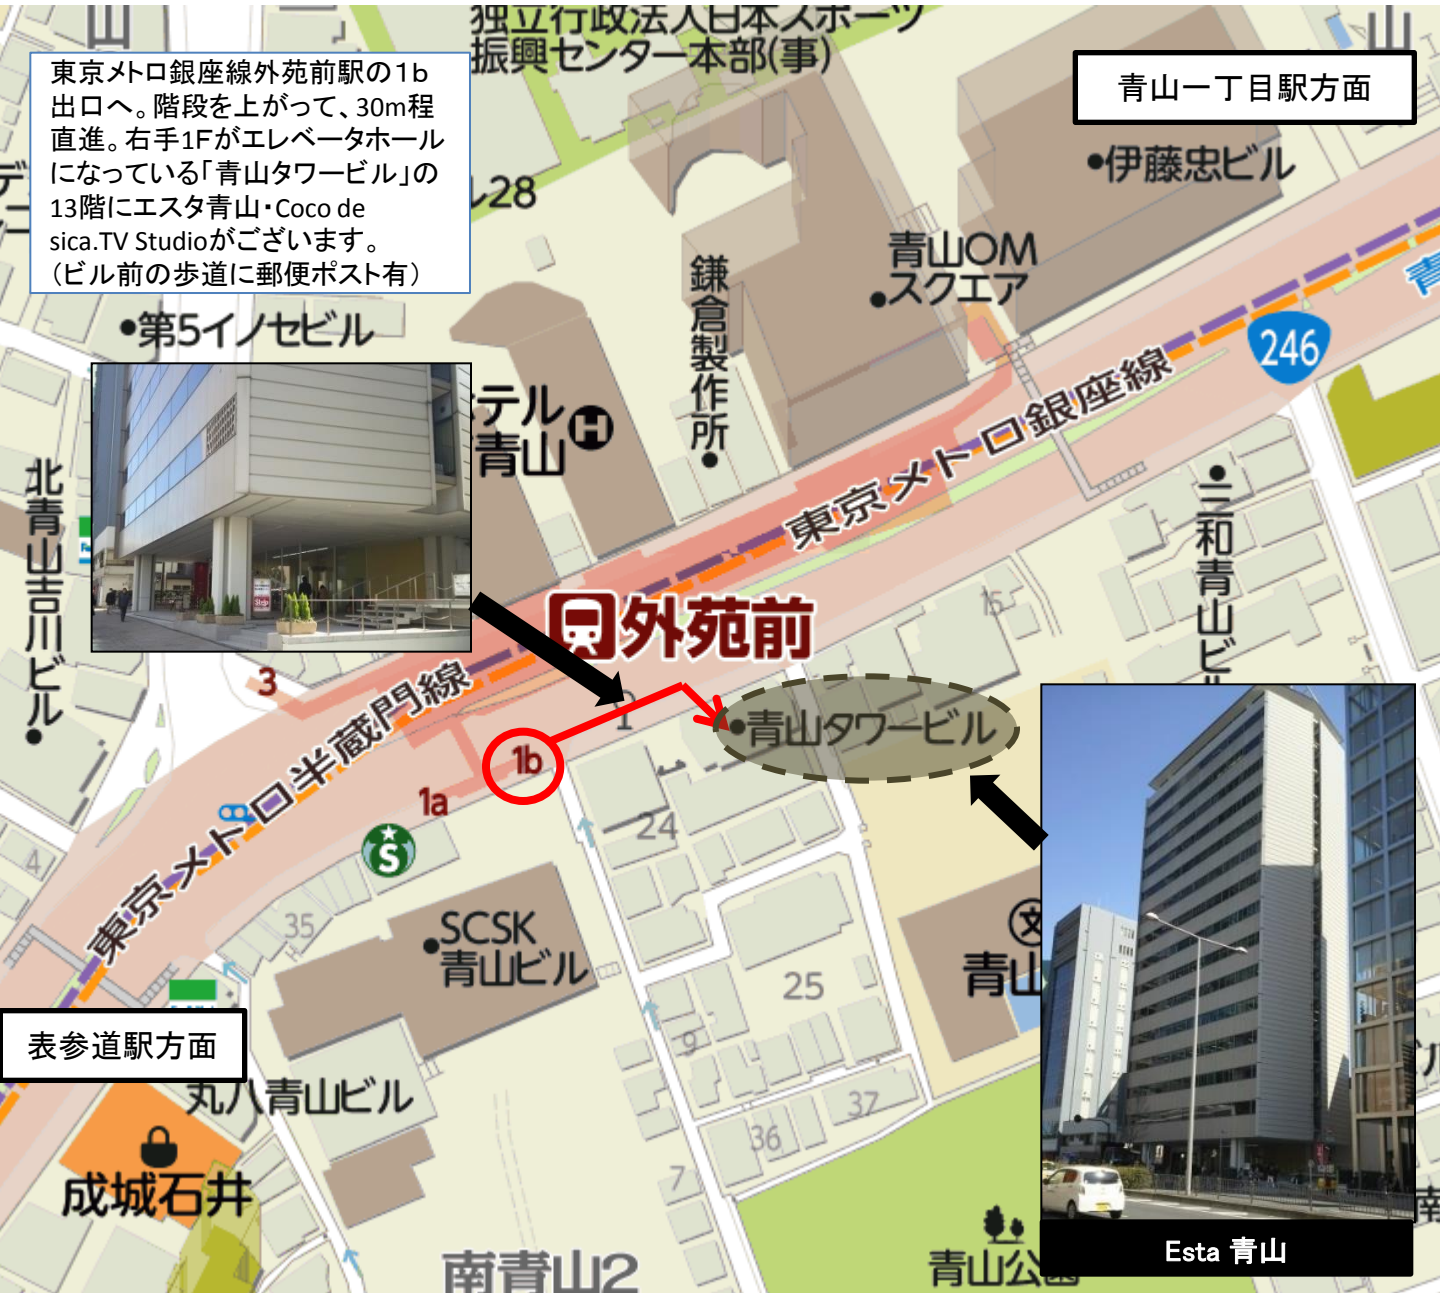 独立行政法人日本スポーツ
振興センター本部(事)
東京メトロ銀座線外苑前駅の1b
出口へ。階段を上がって、30m程
直進。右手1Fがエレベータホール
になっている「青山タワービル」の
13階にエスタ青山・Coco de
sica.TV Studioがございます。
(ビル前の歩道に郵便ポスト有)
青山一丁目駅方面
山
山
28
伊藤忠ビル
青山OM
スクエア
鎌倉製作所
第5イノセビル
246
青
テル
青山
H
東京メトロ銀座線
北青山吉川ビル
三和青山ビル
外苑前
15
3
東京メトロ半蔵門線
1
青山タワービル
1b
1a
S
24
4
35
SCSK
青山ビル
25
文
青山
9
表参道駅方面
丸八青山ビル
37
36
7
成城石井
南
青山公園
南青山2
Esta 青山